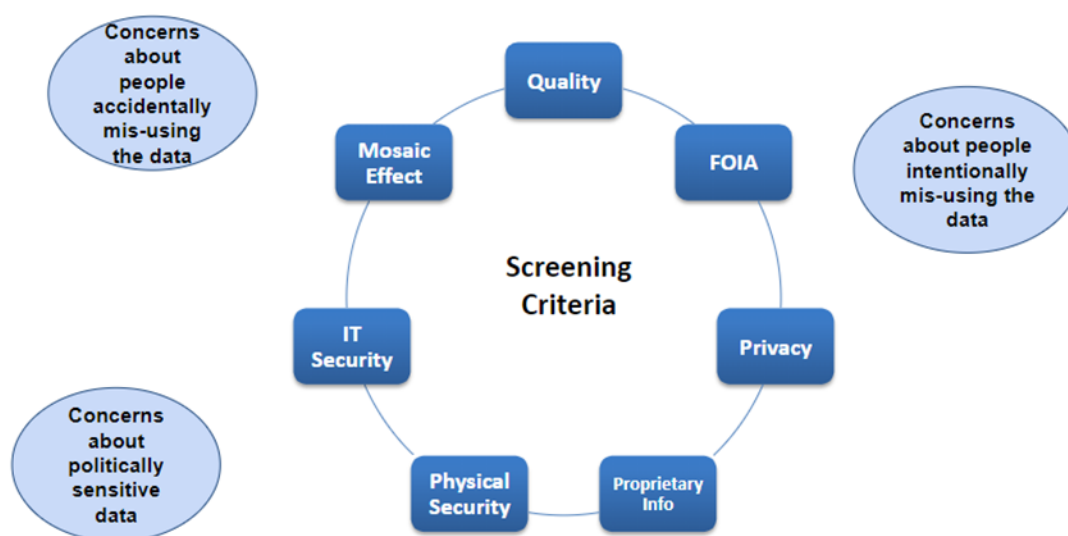 Concerns
about
people
accidentally
mis-using
the data
Quality
Mosaic
Effect
FOIA
Concerns
about people
intentionally
mis-using the
data
Screening
Criteria
IT
Security
Privacy
Concerns
about
politically
sensitive
data
Physical
Security
Proprietary
Info